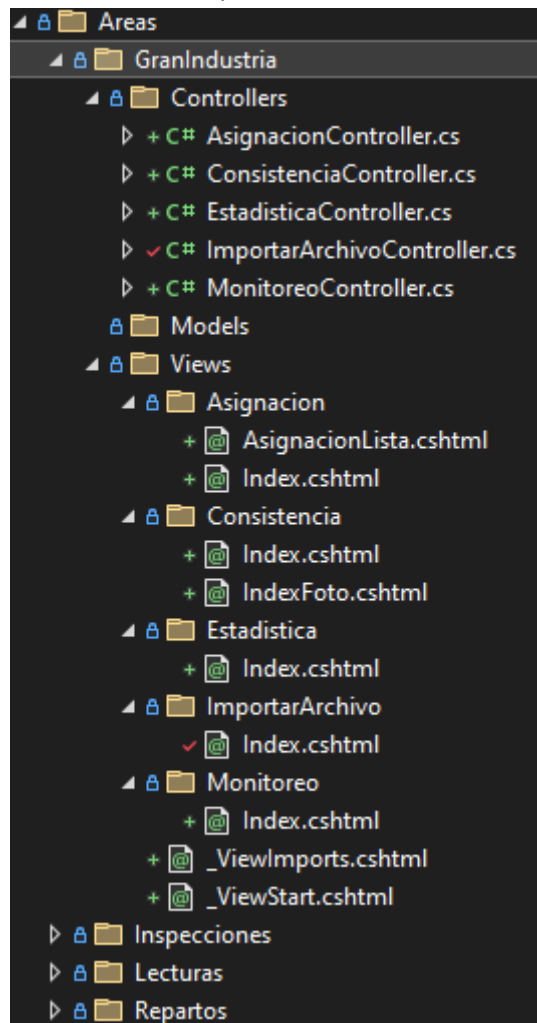 Areas
GranIndustria
Controllers
C# AsignacionController.cs
C# ConsistenciaController.cs
C# EstadisticaController.cs
C# ImportarArchivoController.cs
C# MonitoreoController.cs
Models
Views
Asignacion
@ AsignacionLista.cshtml
@ Index.cshtml
Consistencia
@ Index.cshtml
@ IndexFoto.cshtml
Estadistica
@ Index.cshtml
ImportarArchivo
@ Index.cshtml
Monitoreo
@ Index.cshtml
@ _ViewImports.cshtml
@ _ViewStart.cshtml
Inspecciones
Lecturas
Repartos